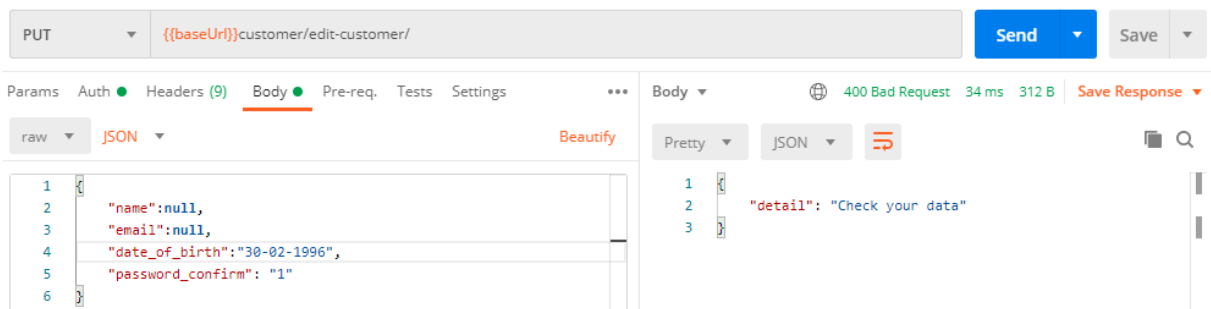 PUT {{baseUrl}}customer/edit-customer/ Send Save
Params Auth Headers (9) Body Pre-req. Tests Settings
raw JSON Beautify
1 {
2 "name":null,
3 "email":null,
4 "date_of_birth":"30-02-1996",
5 "password_confirm": "1"
6 }
Body 400 Bad Request 34 ms 312 B Save Response
Pretty JSON
1 {
2 "detail": "Check your data"
3 }